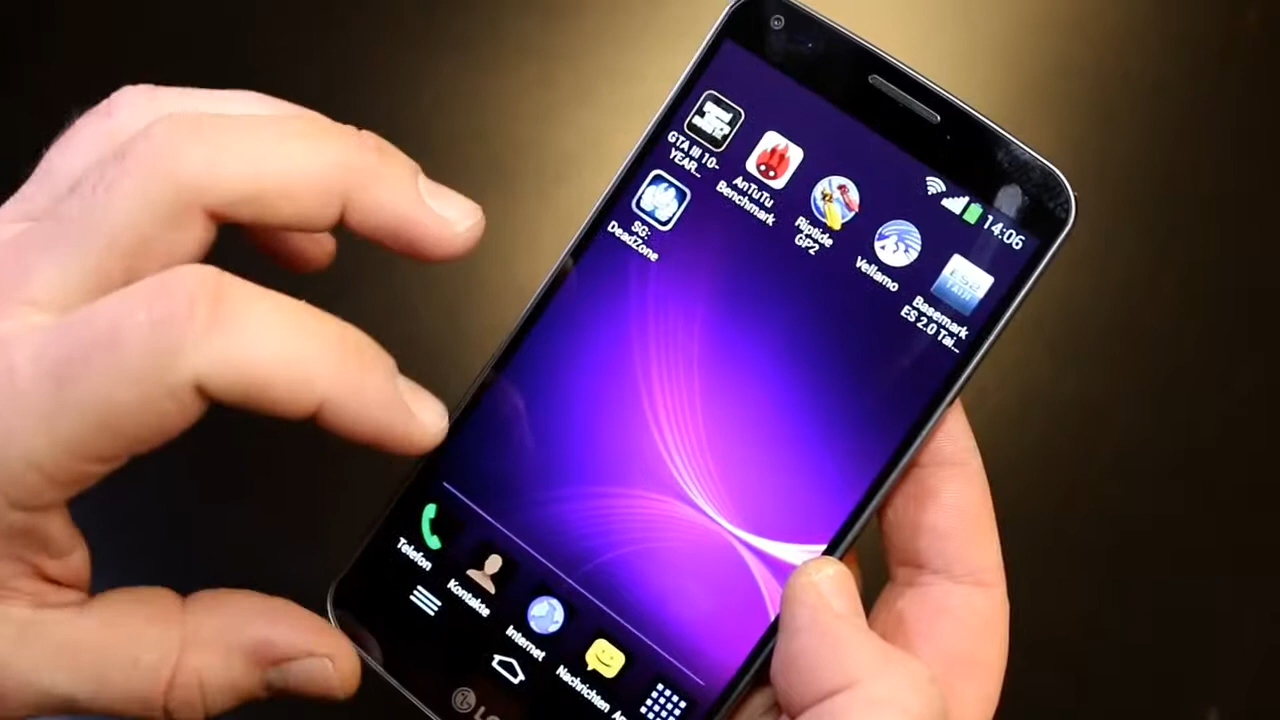 14:06
GTA III 10-
YEAR...
AnTuTu
Benchmark
Riptide
GP2
Vellamo
Basemark
ES 2.0 Tai...
SG:
DeadZone
Telefon
Kontakte
Internet
Nachrichten
LG